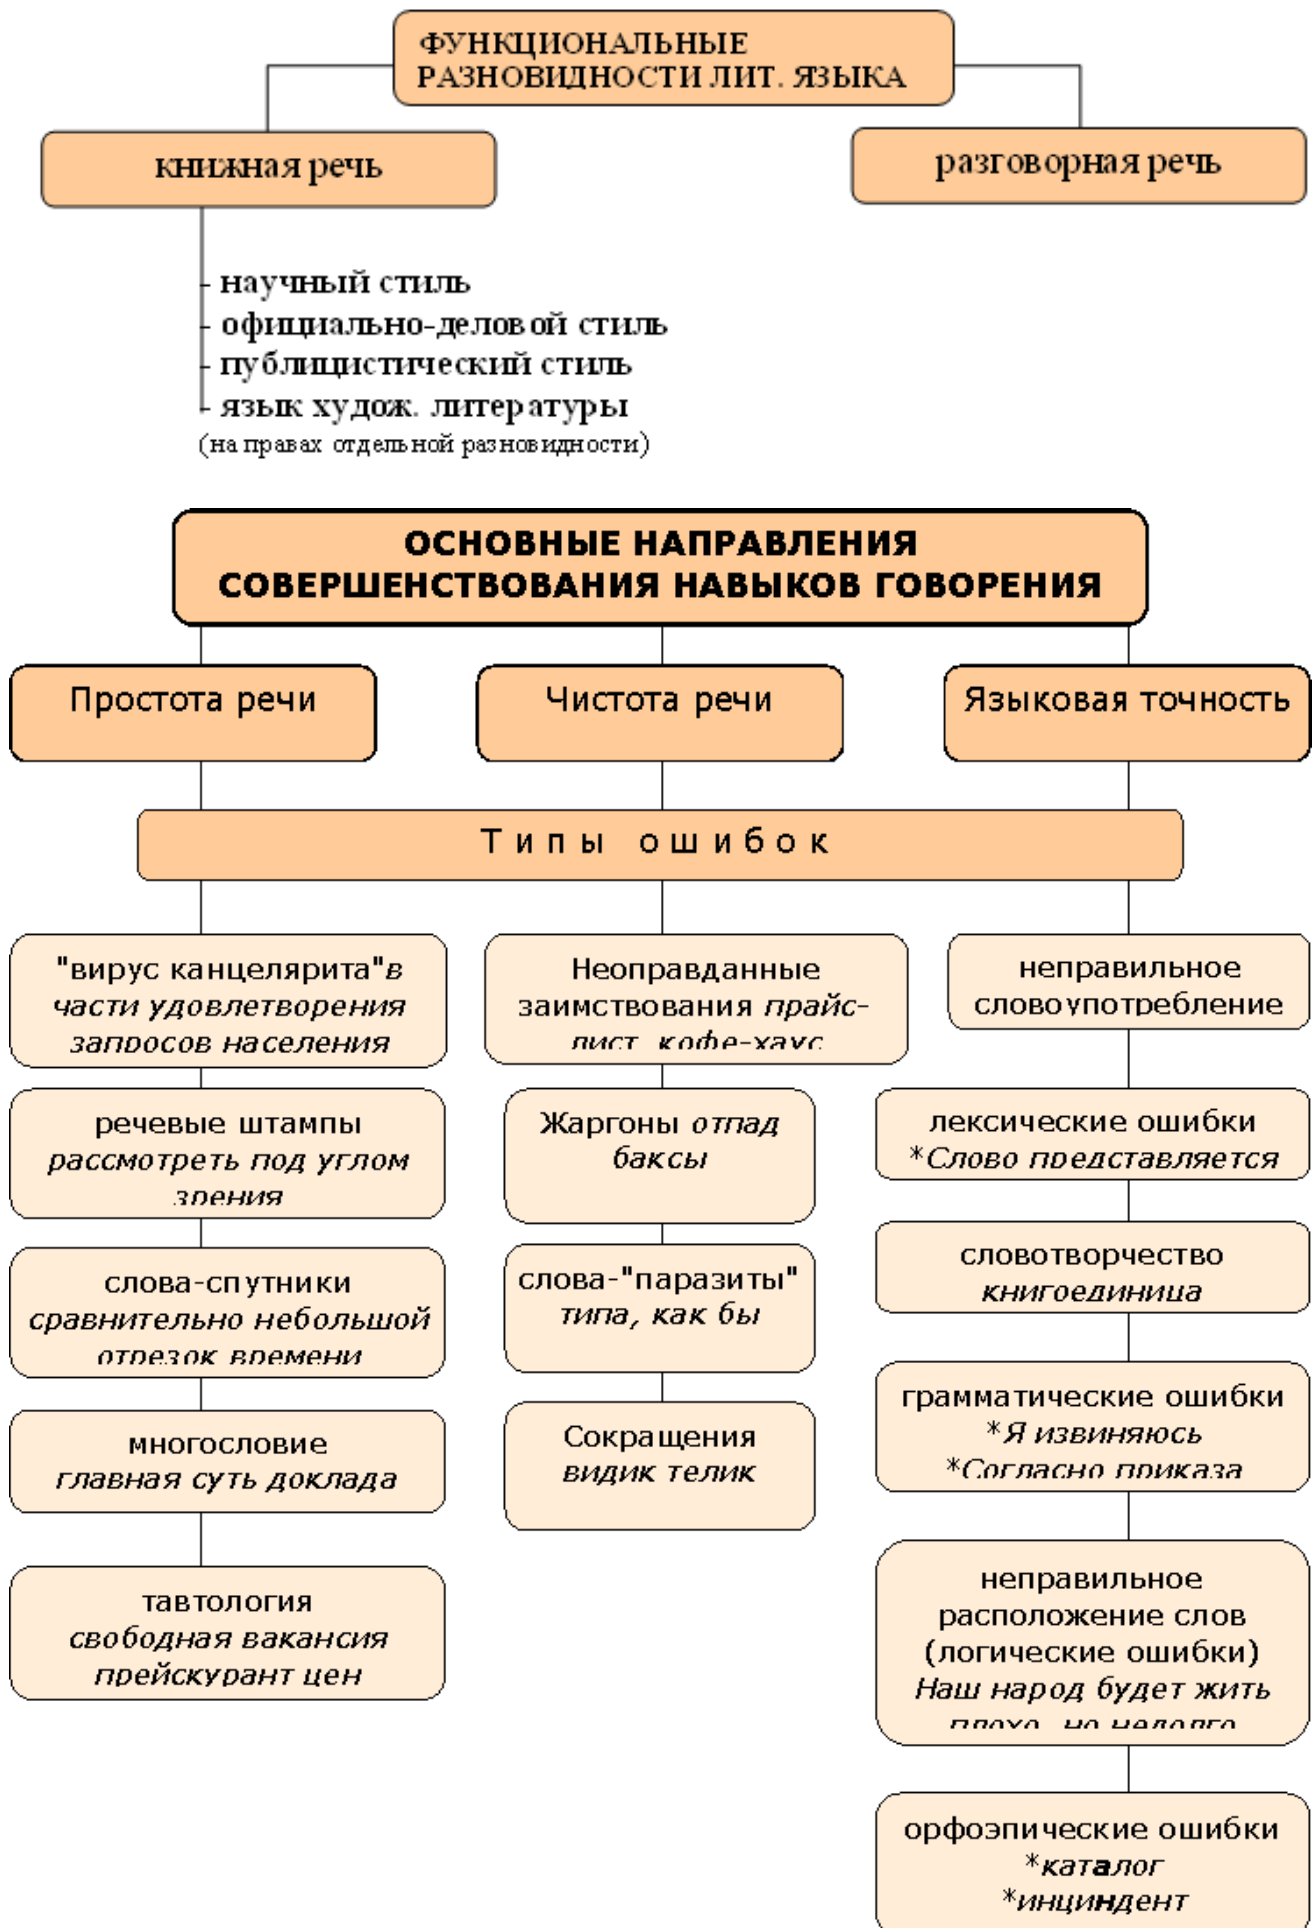 ФУНКЦИОНАЛЬНЫЕ
РАЗНОВИДНОСТИ ЛИТ. ЯЗЫКА
книжная речь
разговорная речь
- научный стиль
- официально-деловой стиль
- публицистический стиль
- язык худож. литературы
(на правах отдельной разновидности)
ОСНОВНЫЕ НАПРАВЛЕНИЯ
СОВЕРШЕНСТВОВАНИЯ НАВЫКОВ ГОВОРЕНИЯ
Простота речи
Чистота речи
Языковая точность
Типы ошибок
"вирус канцелярита"в
части удовлетворения
запросов населения
речевые штампы
рассмотреть под углом
зрения
слова-спутники
сравнительно небольшой
отрезок времени
многословие
главная суть доклада
тавтология
свободная вакансия
прейскурант цен
Неоправданные
заимствования прайс-
лист, кофе-хаус
Жаргоны отпад
баксы
слова-"паразиты"
типа, как бы
Сокращения
видик телик
неправильное
словоупотребление
лексические ошибки
*Слово представляется
словотворчество
книгоединица
грамматические ошибки
*Я извиняюсь
*Согласно приказа
неправильное
расположение слов
(логические ошибки)
Наш народ будет жить
плохо, но недолго
орфоэпические ошибки
*каталог
*инциндент